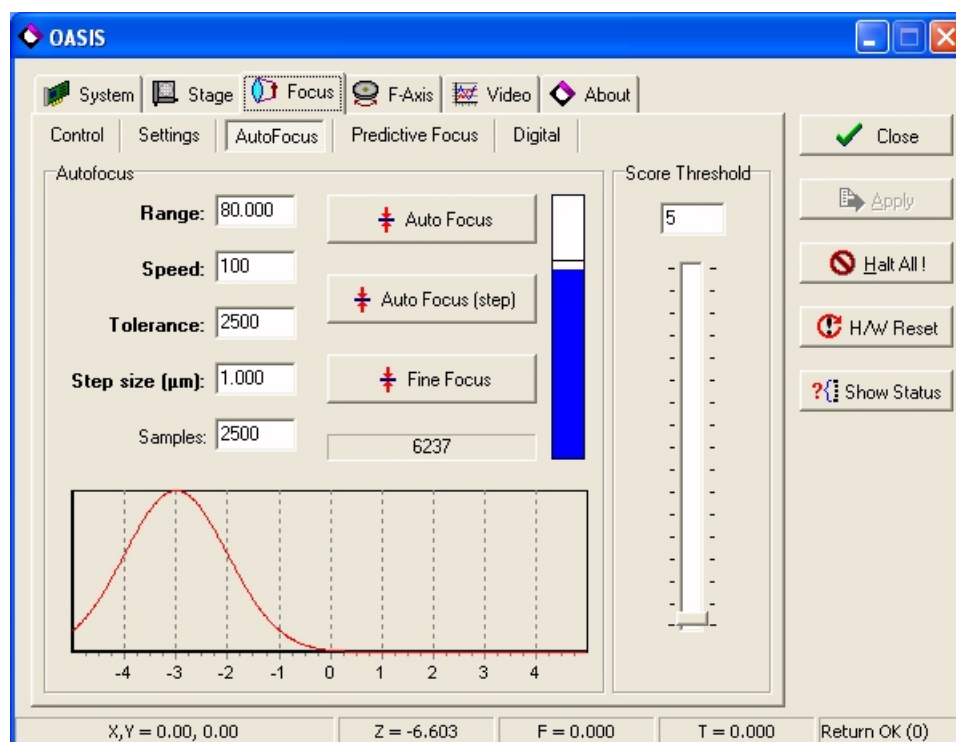 OASIS
System Stage Focus F-Axis Video About
Control Settings AutoFocus Predictive Focus Digital
Autofocus
Range: 80.000
Speed: 100
Tolerance: 2500
Step size (µm): 1.000
Samples: 2500
Auto Focus
Auto Focus (step)
Fine Focus
6237
-4 -3 -2 -1 0 1 2 3 4
Score Threshold
5
Close
Apply
Halt All !
H/W Reset
Show Status
X,Y = 0.00, 0.00 Z = -6.603 F = 0.000 T = 0.000 Return OK (0)